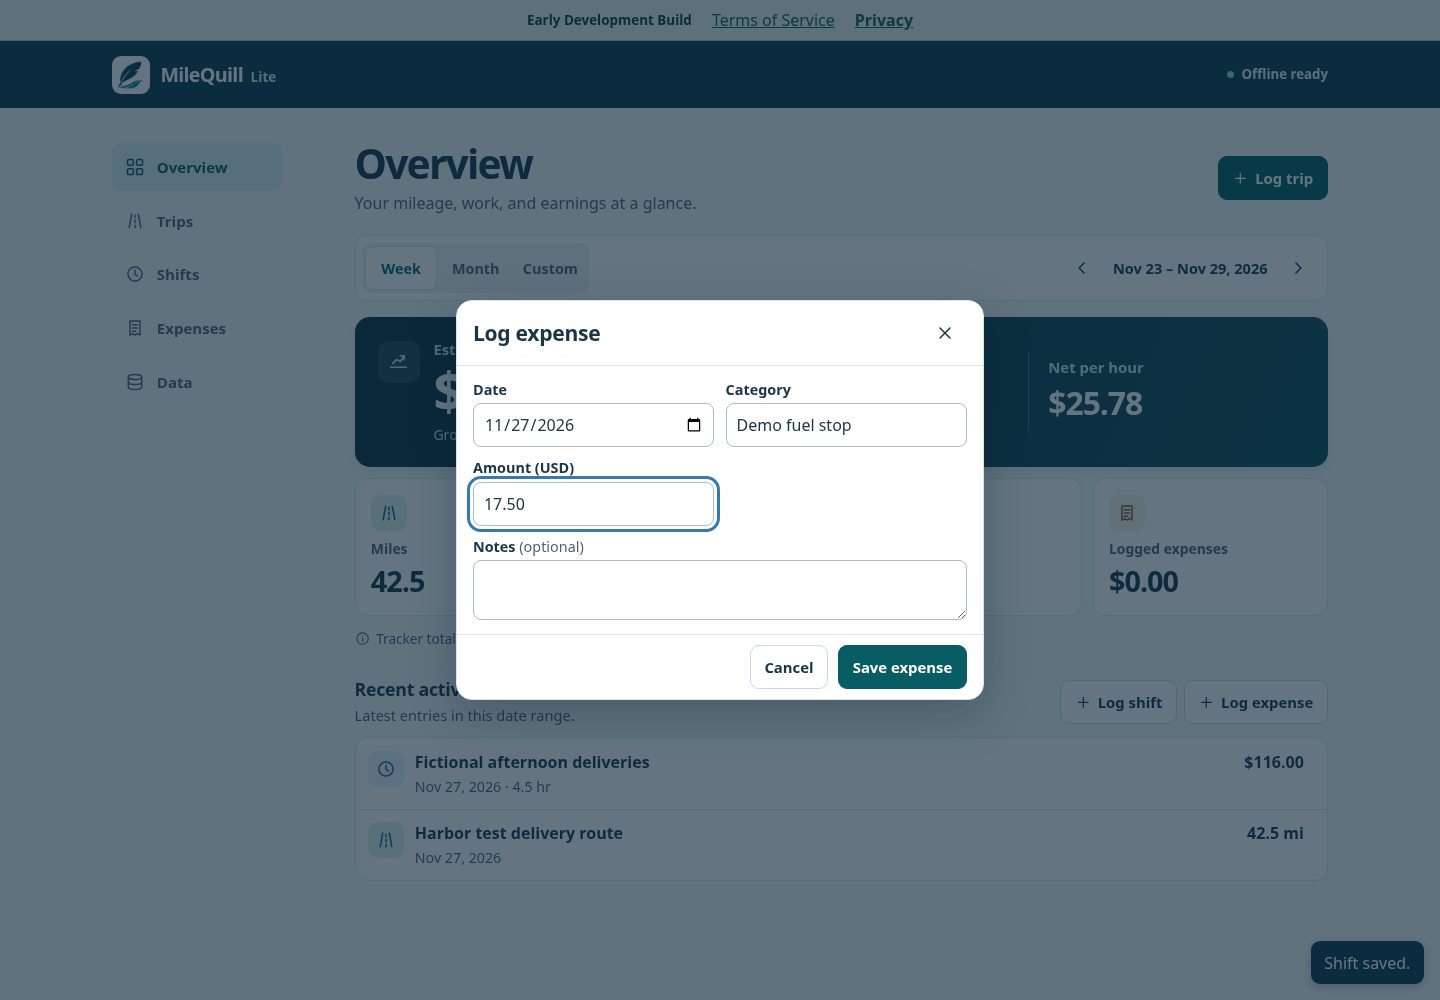 Early Development Build Terms of Service Privacy
MileQuill Lite
Offline ready
Overview
Trips
Shifts
Expenses
Data
Overview
Your mileage, work, and earnings at a glance.
Log trip
Week Month Custom
Nov 23 – Nov 29, 2026
$
Net per hour
$25.78
Miles
42.5
Logged expenses
$0.00
Tracker total
Log expense
Date
11/27/2026
Category
Demo fuel stop
Amount (USD)
17.50
Notes (optional)
Cancel Save expense
Recent
Latest entries in this date range.
Log shift Log expense
Fictional afternoon deliveries
Nov 27, 2026 · 4.5 hr
$116.00
Harbor test delivery route
Nov 27, 2026
42.5 mi
Shift saved.